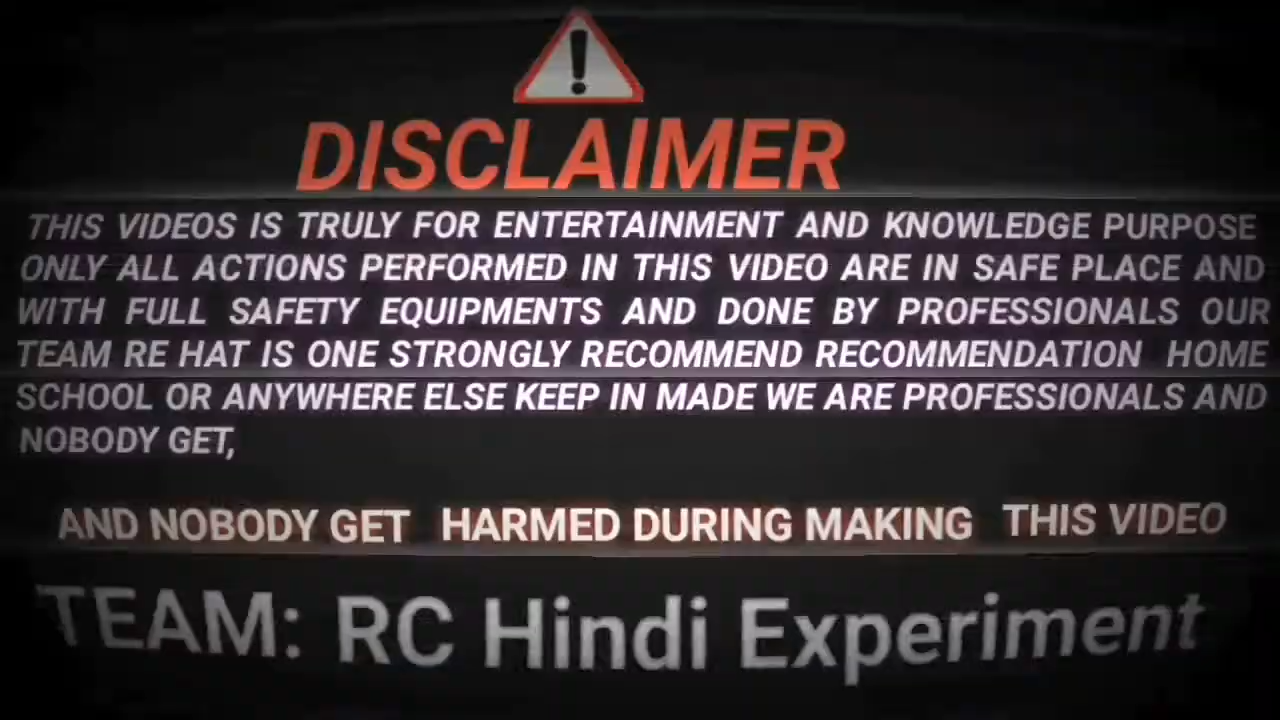 DISCLAIMER
THIS VIDEOS IS TRULY FOR ENTERTAINMENT AND KNOWLEDGE PURPOSE
ONLY ALL ACTIONS PERFORMED IN THIS VIDEO ARE IN SAFE PLACE AND
WITH FULL SAFETY EQUIPMENTS AND DONE BY PROFESSIONALS OUR
TEAM RE HAT IS ONE STRONGLY RECOMMEND RECOMMENDATION HOME
SCHOOL OR ANYWHERE ELSE KEEP IN MADE WE ARE PROFESSIONALS AND
NOBODY GET,
AND NOBODY GET HARMED DURING MAKING THIS VIDEO
TEAM: RC Hindi Experiment